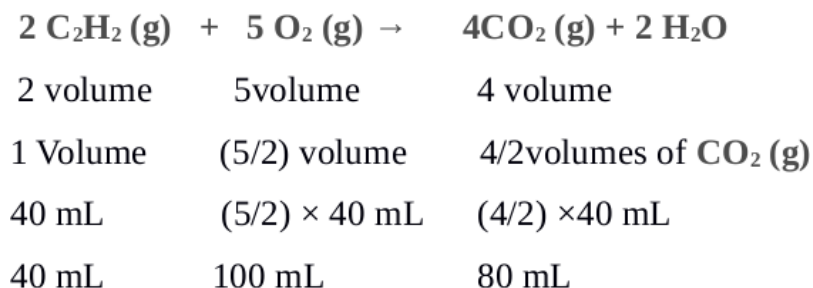 2 C₂H₂ (g) + 5 O₂ (g) → 4CO₂ (g) + 2 H₂O
2 volume 5volume 4 volume
1 Volume (5/2) volume 4/2volumes of CO₂ (g)
40 mL (5/2) × 40 mL (4/2) ×40 mL
40 mL 100 mL 80 mL